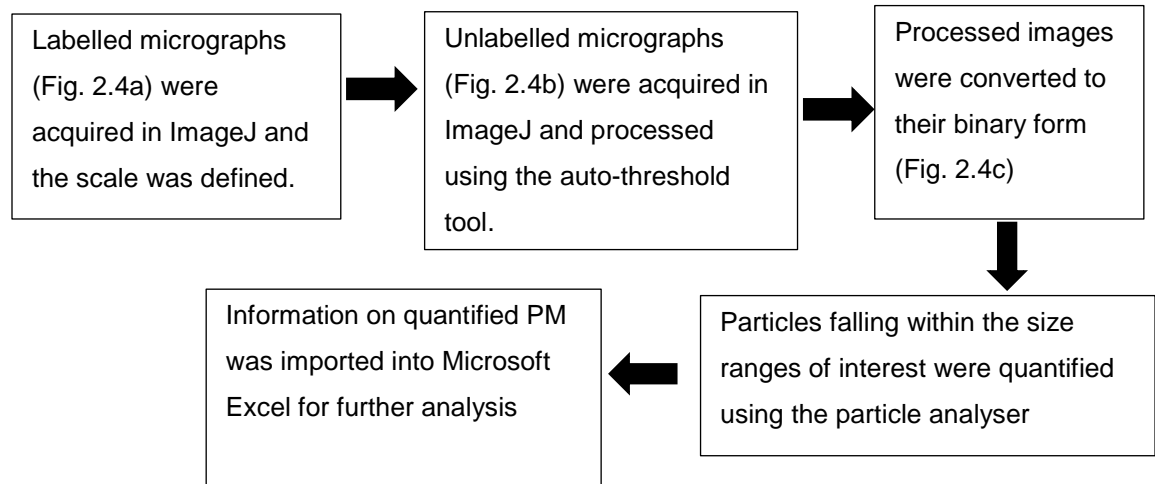 Labelled micrographs
(Fig. 2.4a) were
acquired in ImageJ and
the scale was defined.
Unlabelled micrographs
(Fig. 2.4b) were acquired in
ImageJ and processed
using the auto-threshold
tool.
Processed images
were converted to
their binary form
(Fig. 2.4c)
Particles falling within the size
ranges of interest were quantified
using the particle analyser
Information on quantified PM
was imported into Microsoft
Excel for further analysis